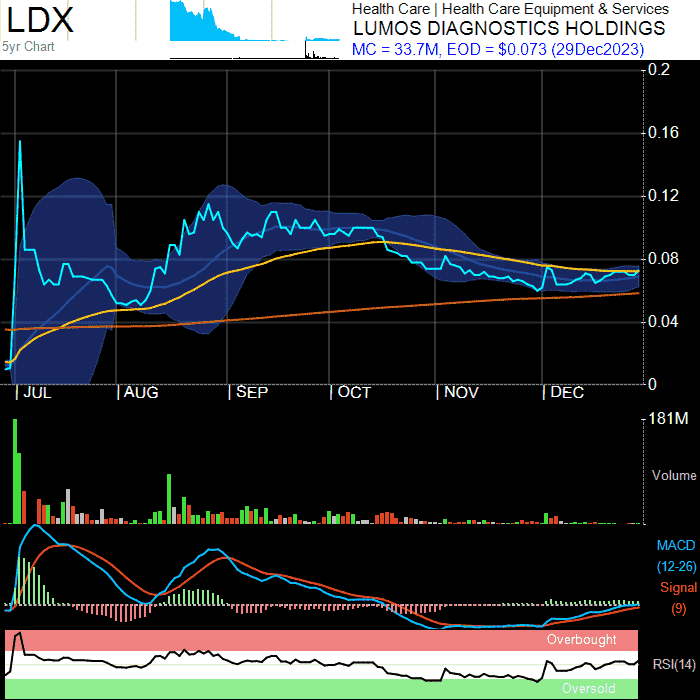 LDX
5yr Chart
Health Care | Health Care Equipment & Services
LUMOS DIAGNOSTICS HOLDINGS
MC = 33.7M, EOD = $0.073 (29Dec2023)
0.2
0.16
0.12
0.08
0.04
0
| JUL | AUG | SEP | OCT | NOV | DEC
181M
Volume
MACD
(12-26)
Signal
(9)
Overbought
RSI(14)
Oversold